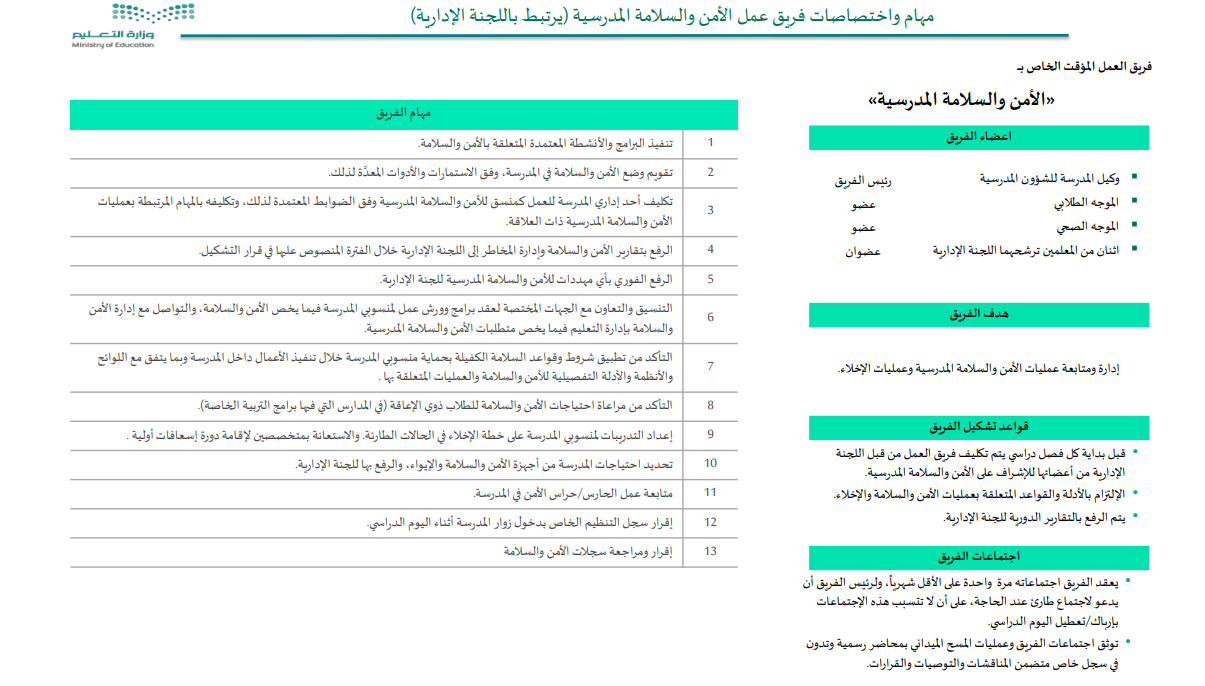 مهام واختصاصات فريق عمل الأمن والسلامة المدرسية (يرتبط باللجنة الإدارية)
وزارة التعـــليم
Ministry of Education
فريق العمل المؤقت الخاص بـ
«الأمن والسلامة المدرسية»
اعضاء الفريق
وكيل المدرسة للشؤون المدرسية رئيس الفريق
الموجه الطلابي عضو
الموجه الصحي عضو
اثنان من المعلمين ترشحهما اللجنة الإدارية عضوان
هدف الفريق
إدارة ومتابعة عمليات الأمن والسلامة المدرسية وعمليات الإخلاء.
قواعد تشكيل الفريق
قبل بداية كل فصل دراسي يتم تكليف فريق العمل من قبل اللجنة
الإدارية من أعضائها للإشراف على الأمن والسلامة المدرسية.
الإلتزام بالأدلة والقواعد المتعلقة بعمليات الأمن والسلامة والإخلاء.
يتم الرفع بالتقارير الدورية للجنة الإدارية.
اجتماعات الفريق
يعقد الفريق اجتماعاته مرة واحدة على الأقل شهرياً، ولرئيس الفريق أن
يدعو لاجتماع طارئ عند الحاجة، على أن لا تتسبب هذه الإجتماعات
بإرباك/تعطيل اليوم الدراسي.
توثق اجتماعات الفريق وعمليات المسح الميداني بمحاضر رسمية وتدون
في سجل خاص متضمن المناقشات والتوصيات والقرارات.
مهام الفريق
1 تنفيذ البرامج والأنشطة المعتمدة المتعلقة بالأمن والسلامة.
2 تقويم وضع الأمن والسلامة في المدرسة، وفق الاستمارات والأدوات المعدَّة لذلك.
3 تكليف أحد إداري المدرسة للعمل كمنسق للأمن والسلامة المدرسية وفق الضوابط المعتمدة لذلك، وتكليفه بالمهام المرتبطة بعمليات
الأمن والسلامة المدرسية ذات العلاقة.
4 الرفع بتقارير الأمن والسلامة وإدارة المخاطر إلى اللجنة الإدارية خلال الفترة المنصوص عليها في قرار التشكيل.
5 الرفع الفوري بأي مهددات للأمن والسلامة المدرسية للجنة الإدارية.
6 التنسيق والتعاون مع الجهات المختصة لعقد برامج وورش عمل لمنسوبي المدرسة فيما يخص الأمن والسلامة، والتواصل مع إدارة الأمن
والسلامة بإدارة التعليم فيما يخص متطلبات الأمن والسلامة المدرسية.
7 التأكد من تطبيق شروط وقواعد السلامة الكفيلة بحماية منسوبي المدرسة خلال تنفيذ الأعمال داخل المدرسة وبما يتفق مع اللوائح
والأنظمة والأدلة التفصيلية للأمن والسلامة والعمليات المتعلقة بها .
8 التأكد من مراعاة احتياجات الأمن والسلامة للطلاب ذوي الإعاقة (في المدارس التي فيها برامج التربية الخاصة).
9 إعداد التدريبات لمنسوبي المدرسة على خطة الإخلاء في الحالات الطارئة. والاستعانة بمتخصصين لإقامة دورة إسعافات أولية .
10 تحديد احتياجات المدرسة من أجهزة الأمن والسلامة والإيواء، والرفع بها للجنة الإدارية.
11 متابعة عمل الحارس/حراس الأمن في المدرسة.
12 إقرار سجل التنظيم الخاص بدخول زوار المدرسة أثناء اليوم الدراسي.
13 إقرار ومراجعة سجلات الأمن والسلامة